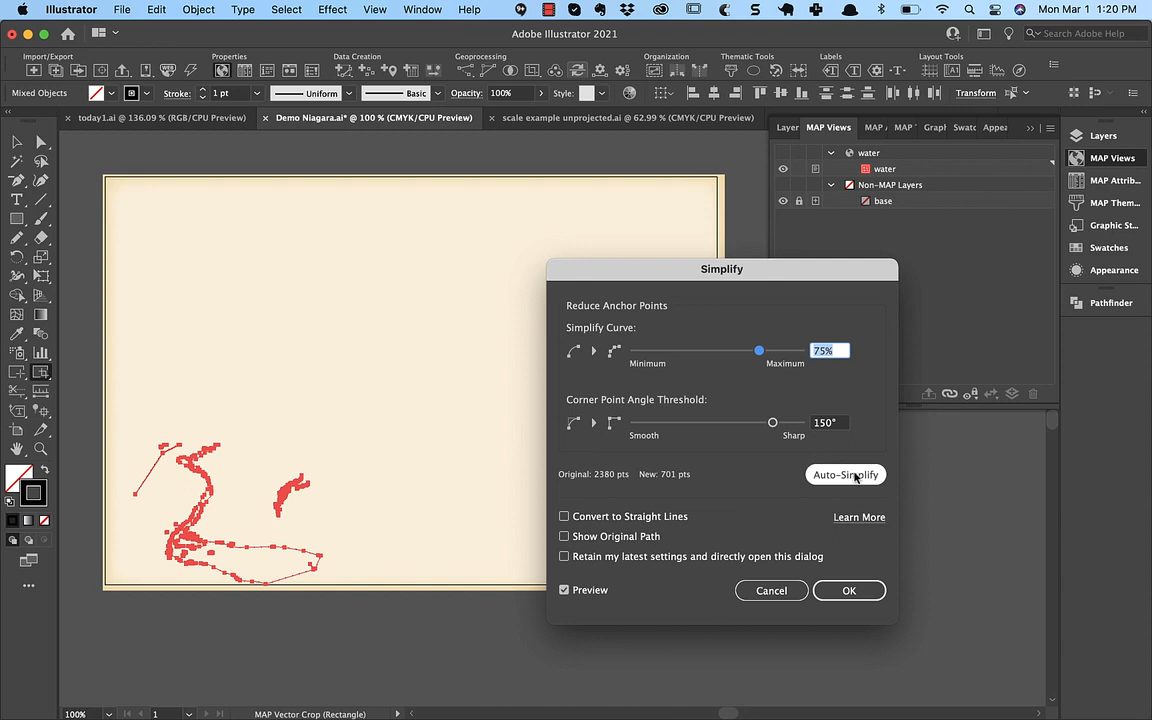 Illustrator File Edit Object Type Select Effect View Window Help Mon Mar 1 1:20 PM
Adobe Illustrator 2021 Search Adobe Help
Import/Export Properties Data Creation Geoprocessing Organization Thematic Tools Labels Layout Tools
Mixed Objects Stroke: 1 pt Uniform Basic Opacity: 100% Style: Transform
today1.ai @ 136.09 % (RGB/CPU Preview) Demo Niagara.ai* @ 100 % (CMYK/CPU Preview) scale example unprojected.ai @ 62.99 % (CMYK/CPU Preview)
Layer MAP Views MAP MAP Graph Swatc Appea
Layers
water
MAP Views
water
MAP Attrib...
Non-MAP Layers
base
MAP Them...
Graphic St...
Swatches
Appearance
Pathfinder
Simplify
Reduce Anchor Points
Simplify Curve:
75%
Minimum Maximum
Corner Point Angle Threshold:
150°
Smooth Sharp
Original: 2380 pts New: 701 pts Auto-Simplify
Convert to Straight Lines Learn More
Show Original Path
Retain my latest settings and directly open this dialog
Preview Cancel OK
100% 1 MAP Vector Crop (Rectangle)